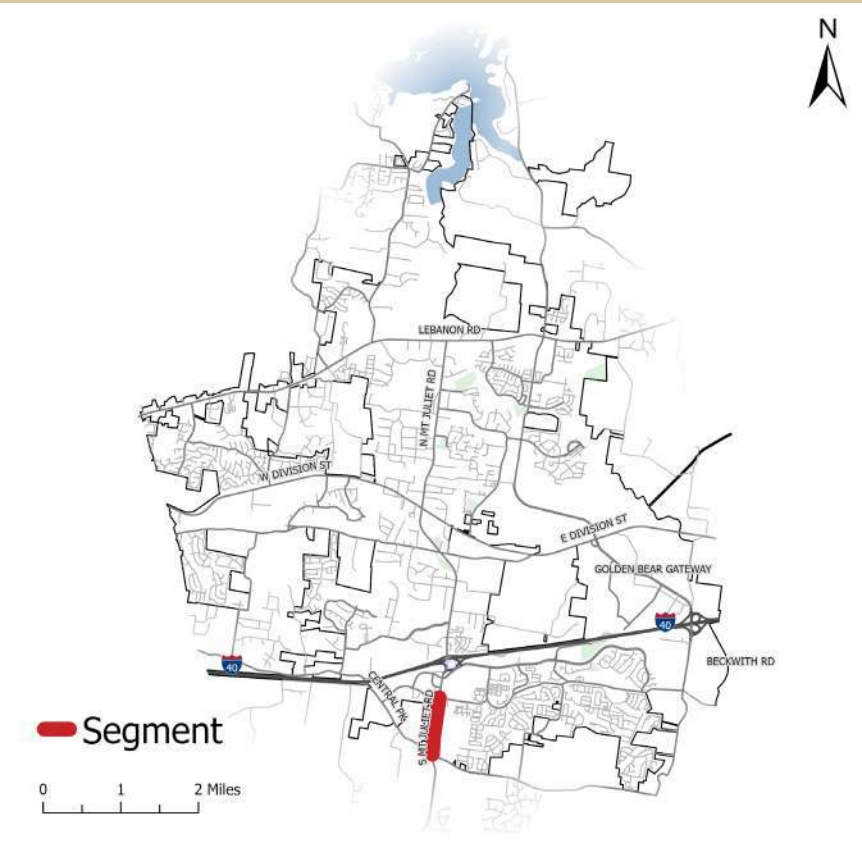 N
LEBANON RD
N MT JULIET RD
W DIVISION ST
E DIVISION ST
GOLDEN BEAR GATEWAY
40
BECKWITH RD
40
CENTRAL PK
S MT JULIET RD
Segment
0 1 2 Miles